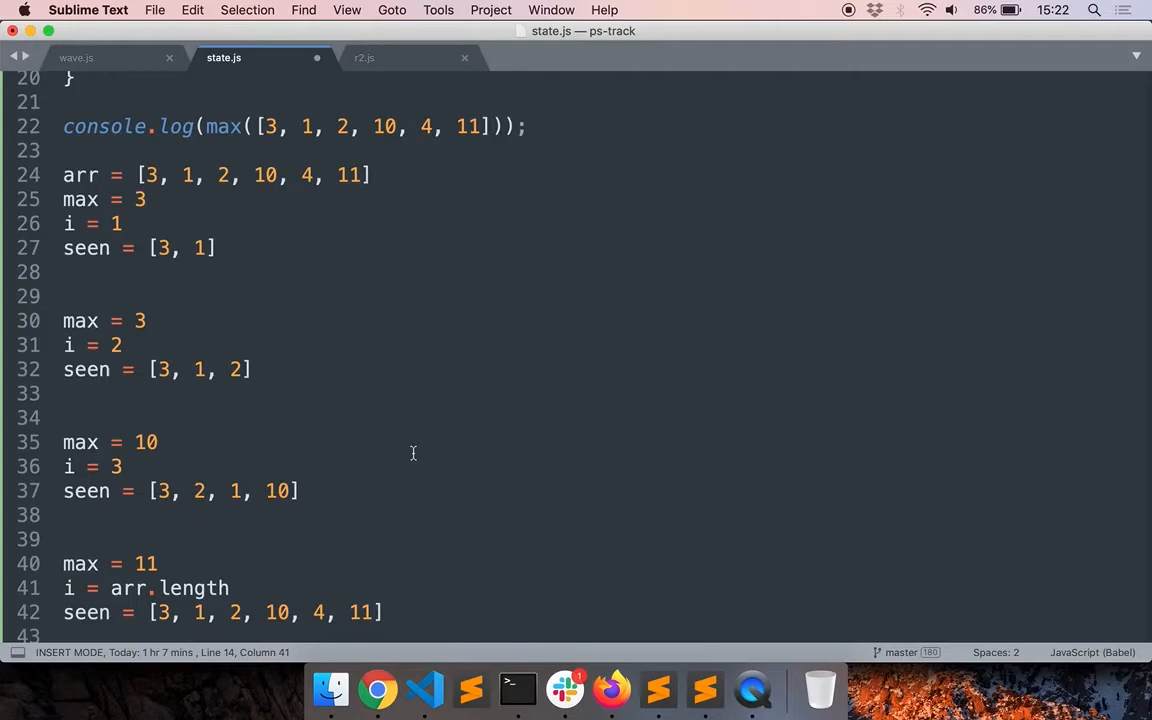 Sublime Text File Edit Selection Find View Goto Tools Project Window Help 86% 15:22
state.js — ps-track
wave.js × state.js r2.js ×
20 }
21
22 console.log(max([3, 1, 2, 10, 4, 11]));
23
24 arr = [3, 1, 2, 10, 4, 11]
25 max = 3
26 i = 1
27 seen = [3, 1]
28
29
30 max = 3
31 i = 2
32 seen = [3, 1, 2]
33
34
35 max = 10
36 i = 3
37 seen = [3, 2, 1, 10]
38
39
40 max = 11
41 i = arr.length
42 seen = [3, 1, 2, 10, 4, 11]
43
INSERT MODE, Today: 1 hr 7 mins , Line 14, Column 41 master 180 Spaces: 2 JavaScript (Babel)
>_ 1